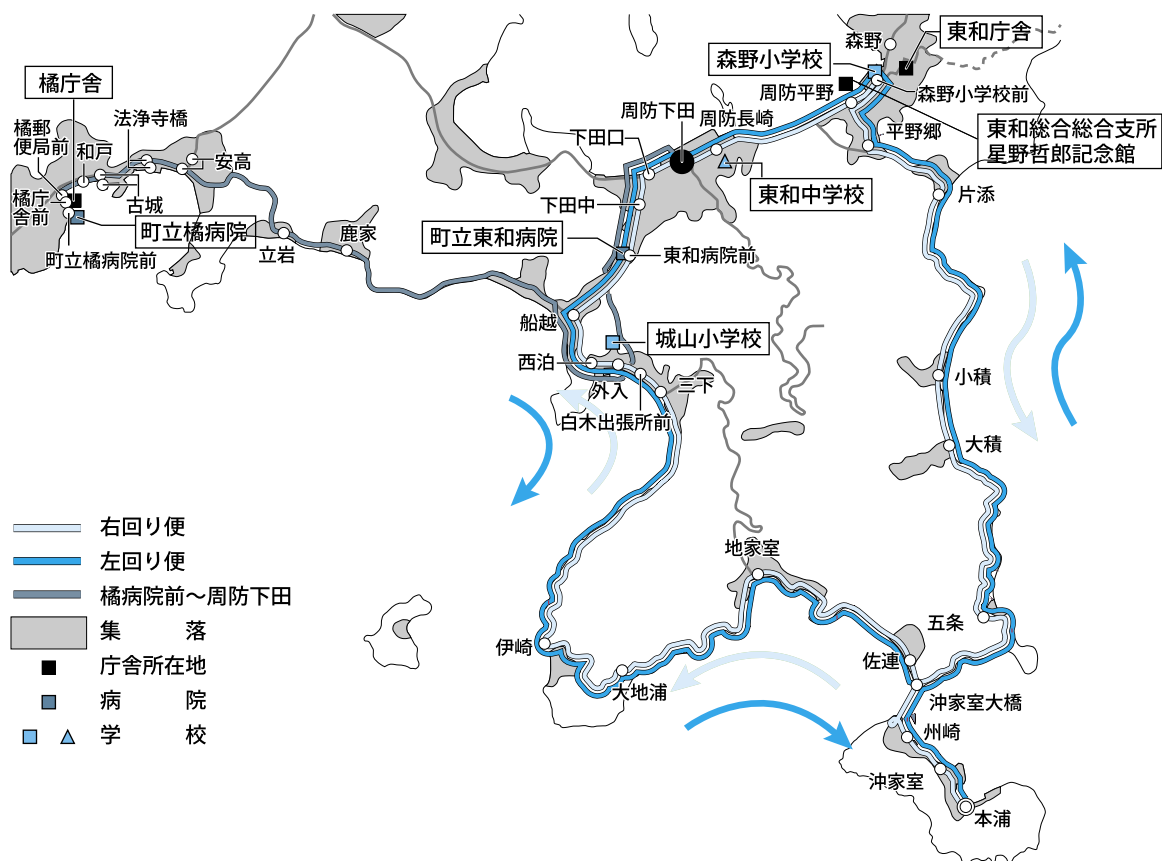 森野
東和庁舎
森野小学校
橘庁舎
周防平野
森野小学校前
周防下田
周防長崎
法浄寺橋
東和総合総合支所
星野哲郎記念館
橘郵
便局前
下田口
平野郷
和戸
安高
東和中学校
片添
橘庁
舎前
古城
下田中
町立橘病院
町立東和病院
鹿家
立岩
東和病院前
町立橘病院前
船越
城山小学校
西泊
小積
外入
三下
白木出張所前
大積
右回り便
左回り便
地家室
橘病院前〜周防下田
集落
五条
伊崎
佐連
庁舎所在地
大地浦
病院
沖家室大橋
学校
州崎
沖家室
本浦